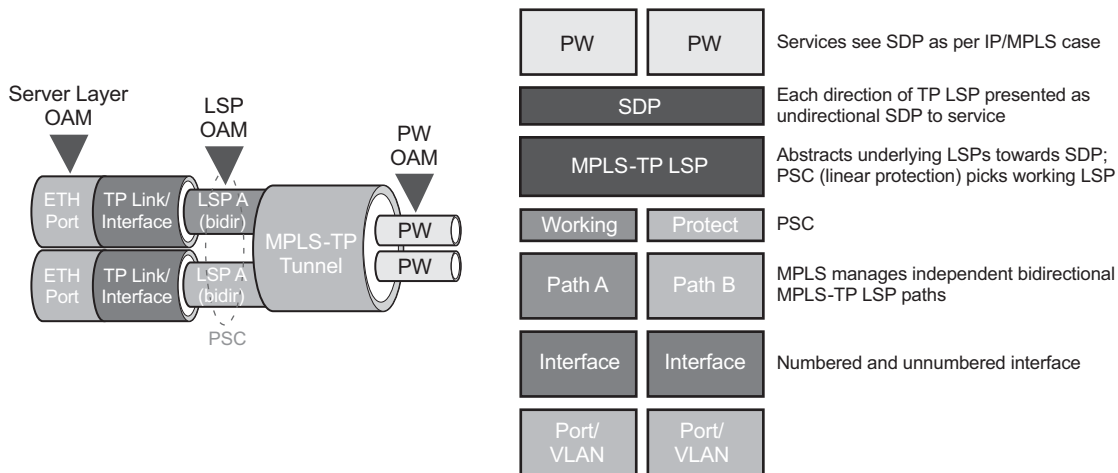 Server Layer
OAM
LSP
OAM
PW
OAM
ETH
Port
TP Link/
Interface
LSP A
(bidir)
ETH
Port
TP Link/
Interface
LSP A
(bidir)
MPLS-TP
Tunnel
PW
PW
PSC
PW
PW
Services see SDP as per IP/MPLS case
SDP
Each direction of TP LSP presented as
undirectional SDP to service
MPLS-TP LSP
Abstracts underlying LSPs towards SDP;
PSC (linear protection) picks working LSP
Working
Protect
PSC
Path A
Path B
MPLS manages independent bidirectional
MPLS-TP LSP paths
Interface
Interface
Numbered and unnumbered interface
Port/
VLAN
Port/
VLAN